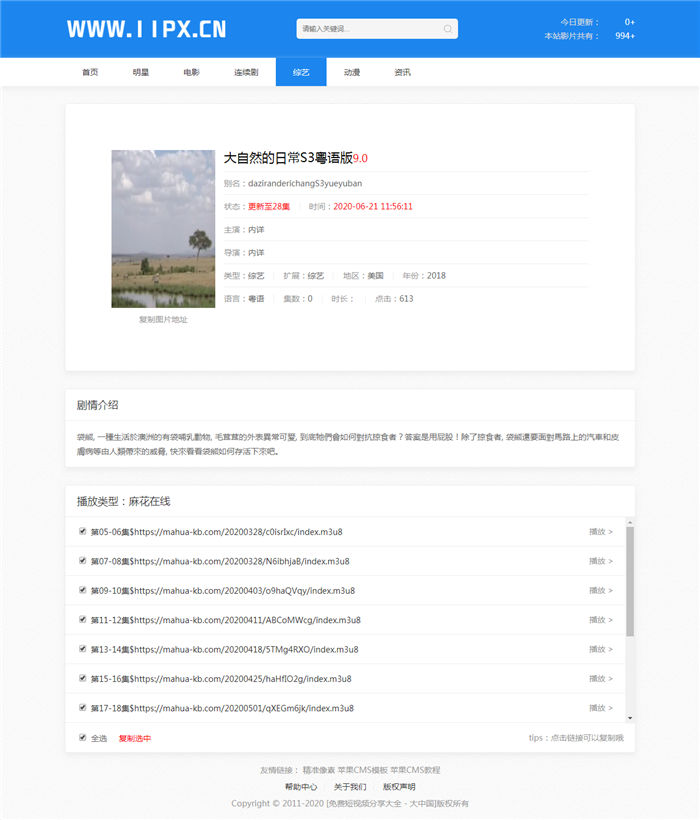 WWW.11PX.CN
请输入关键词...
今日更新： 0+
本站影片共有： 994+
首页 明星 电影 连续剧 综艺 动漫 资讯
大自然的日常S3粤语版9.0
别名：daziranderichangS3yueyuban
状态：更新至28集 时间：2020-06-21 11:56:11
主演：内详
导演：内详
类型：综艺 扩展：综艺 地区：美国 年份：2018
语言：粤语 集数：0 时长： 点击：613
复制图片地址
剧情介绍
袋熊, 一種生活於澳洲的有袋哺乳動物, 毛茸茸的外表異常可愛, 到底牠們會如何對抗掠食者？答案是用屁股！除了掠食者, 袋熊還要面對馬路上的汽車和皮
膚病等由人類帶來的威脅, 快來看看袋熊如何存活下來吧。
播放类型：麻花在线
第05-06集$https://mahua-kb.com/20200328/c0isrIxc/index.m3u8 播放 >
第07-08集$https://mahua-kb.com/20200328/N6ibhjaB/index.m3u8 播放 >
第09-10集$https://mahua-kb.com/20200403/o9haQVqy/index.m3u8 播放 >
第11-12集$https://mahua-kb.com/20200411/ABCoMWcg/index.m3u8 播放 >
第13-14集$https://mahua-kb.com/20200418/5TMg4RXO/index.m3u8 播放 >
第15-16集$https://mahua-kb.com/20200425/haHfIO2g/index.m3u8 播放 >
第17-18集$https://mahua-kb.com/20200501/qXEGm6jk/index.m3u8 播放 >
全选 复制选中 tips：点击链接可以复制哦
友情链接： 精准像素 苹果CMS模板 苹果CMS教程
帮助中心 关于我们 版权声明
Copyright © 2011-2020 [免费短视频分享大全 - 大中国]版权所有